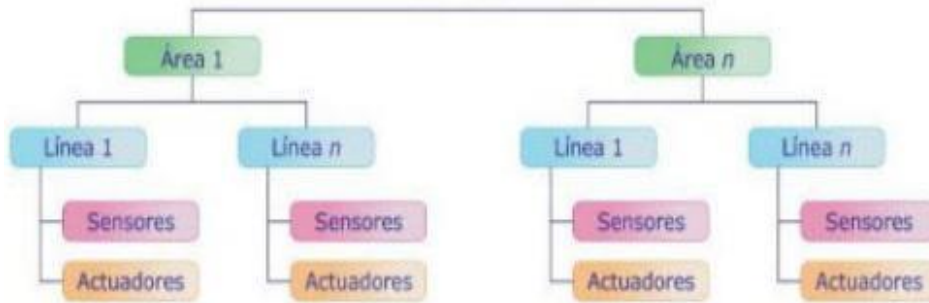 Área 1
Área n
Línea 1
Línea n
Línea 1
Línea n
Sensores
Sensores
Sensores
Sensores
Actuadores
Actuadores
Actuadores
Actuadores